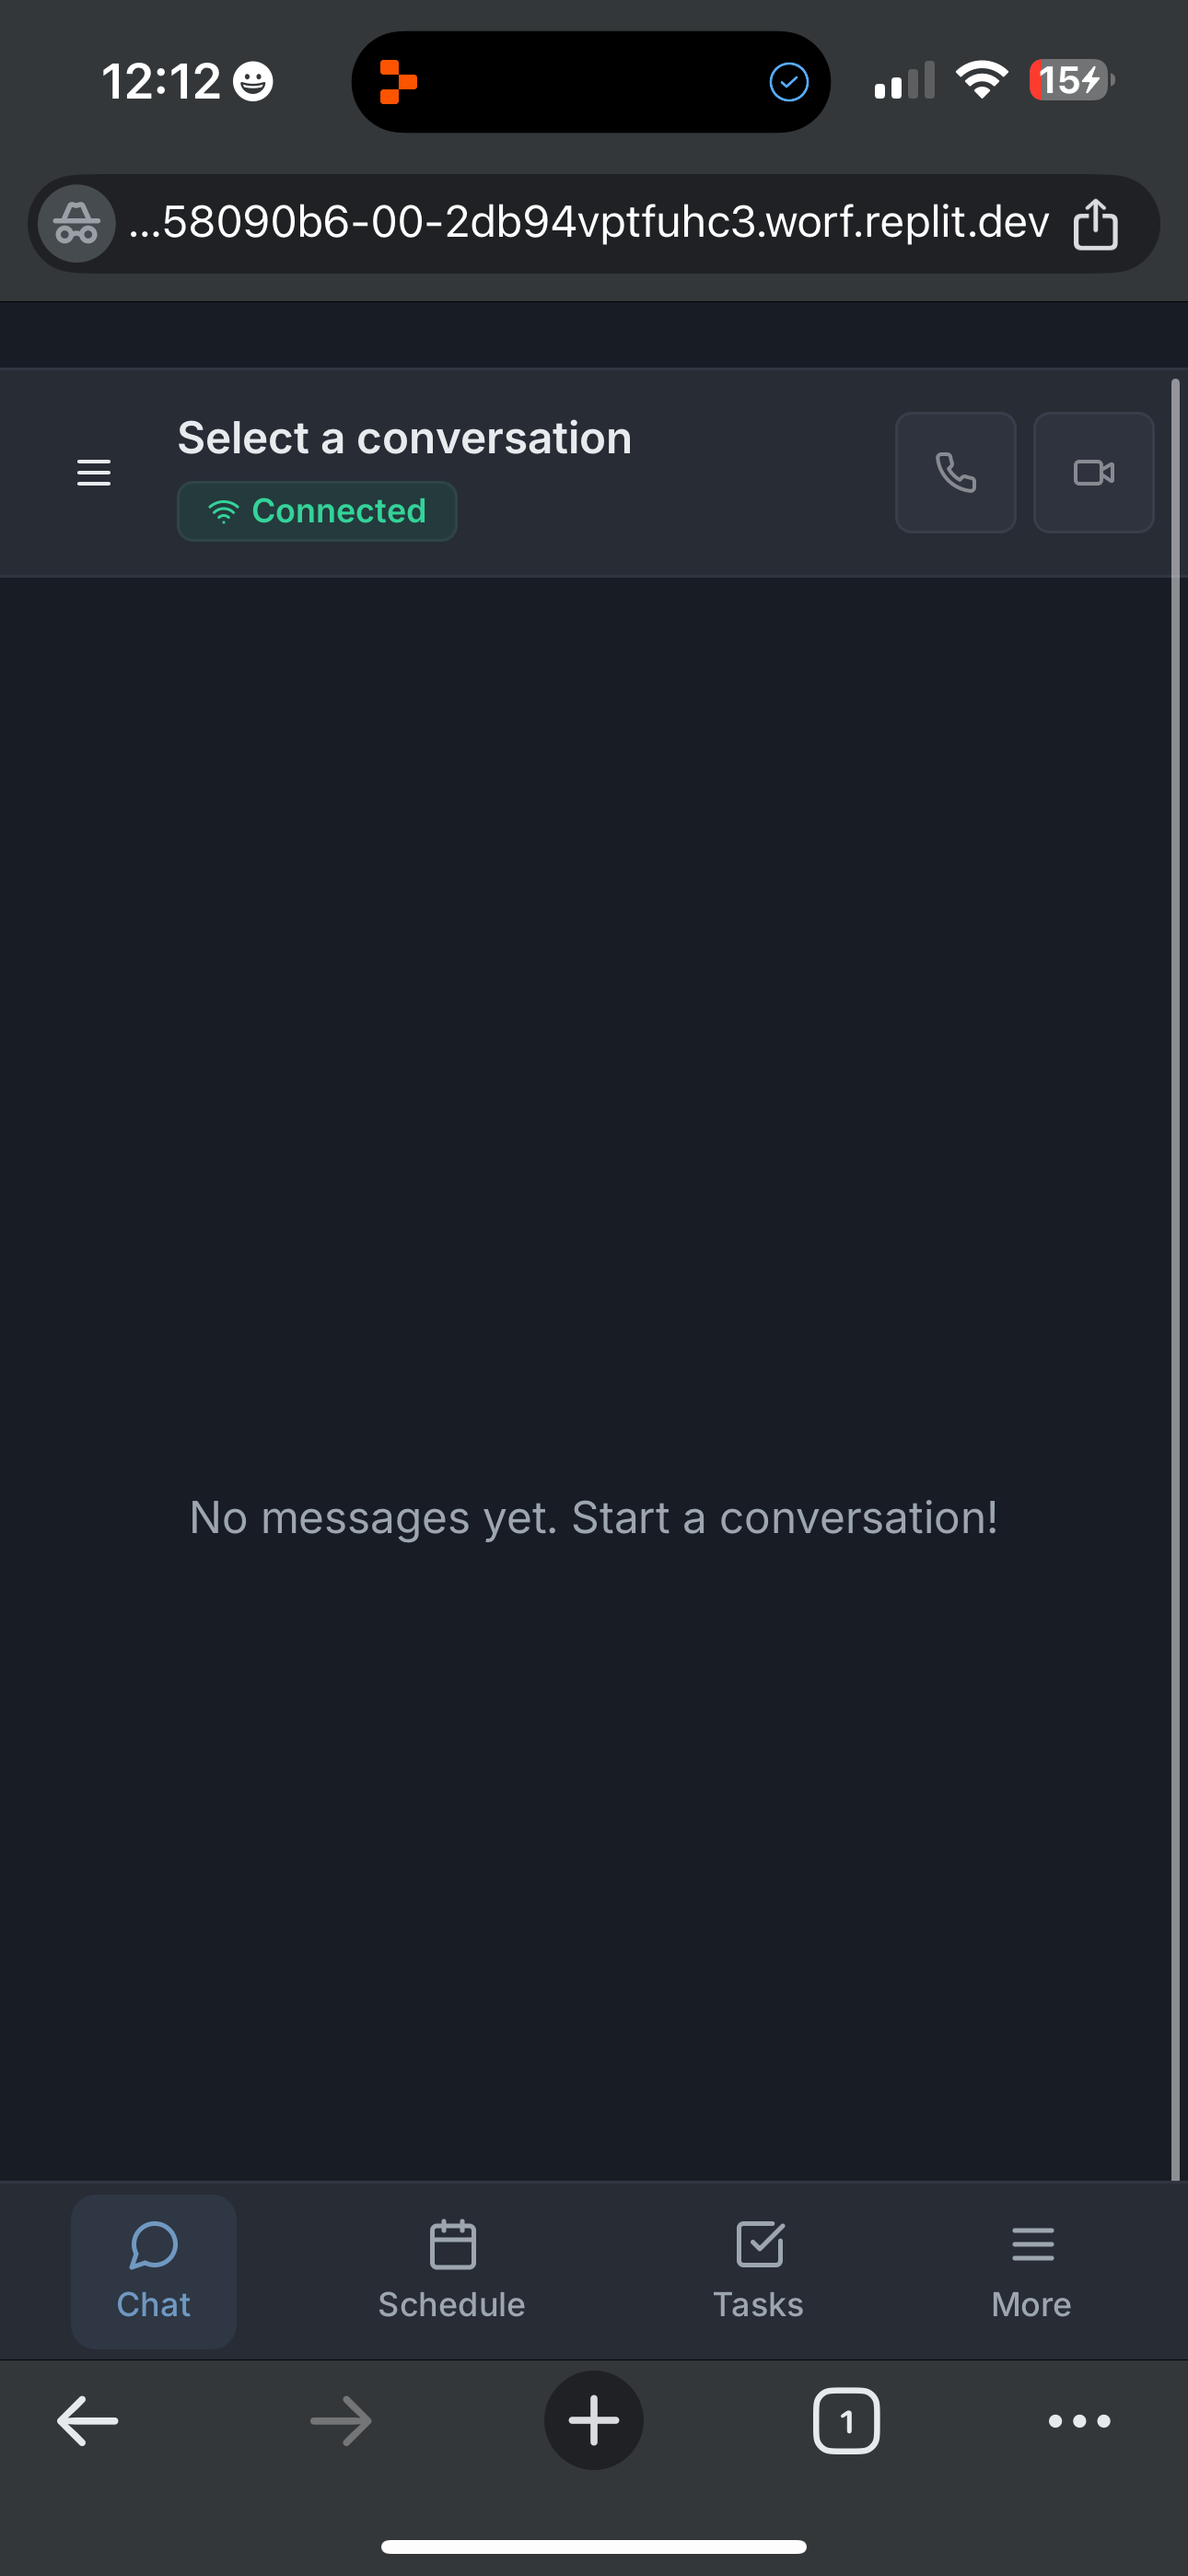 12:12
15
...58090b6-00-2db94vptfuhc3.worf.replit.dev
Select a conversation
Connected
No messages yet. Start a conversation!
Chat
Schedule
Tasks
More
1